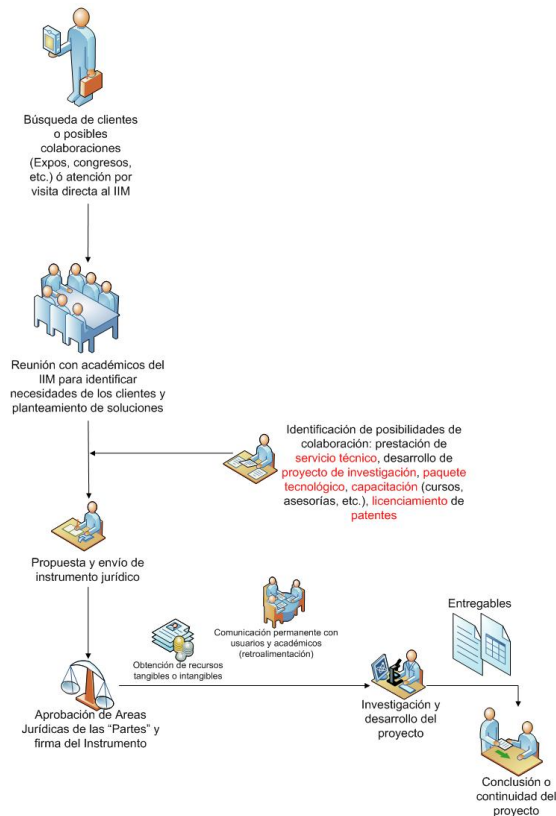 Búsqueda de clientes
o posibles
colaboraciones
(Expos, congresos,
etc.) ó atención por
visita directa al IIM
Reunión con académicos del
IIM para identificar
necesidades de los clientes y
planteamiento de soluciones
Identificación de posibilidades de
colaboración: prestación de
servicio técnico, desarrollo de
proyecto de investigación, paquete
tecnológico, capacitación (cursos,
asesorías, etc.), licenciamiento de
patentes
Propuesta y envío de
instrumento jurídico
Comunicación permanente con
usuarios y académicos
(retroalimentación)
Obtención de recursos
tangibles o intangibles
Entregables
Aprobación de Areas
Jurídicas de las “Partes” y
firma del Instrumento
Investigación y
desarrollo del
proyecto
Conclusión o
continuidad del
proyecto